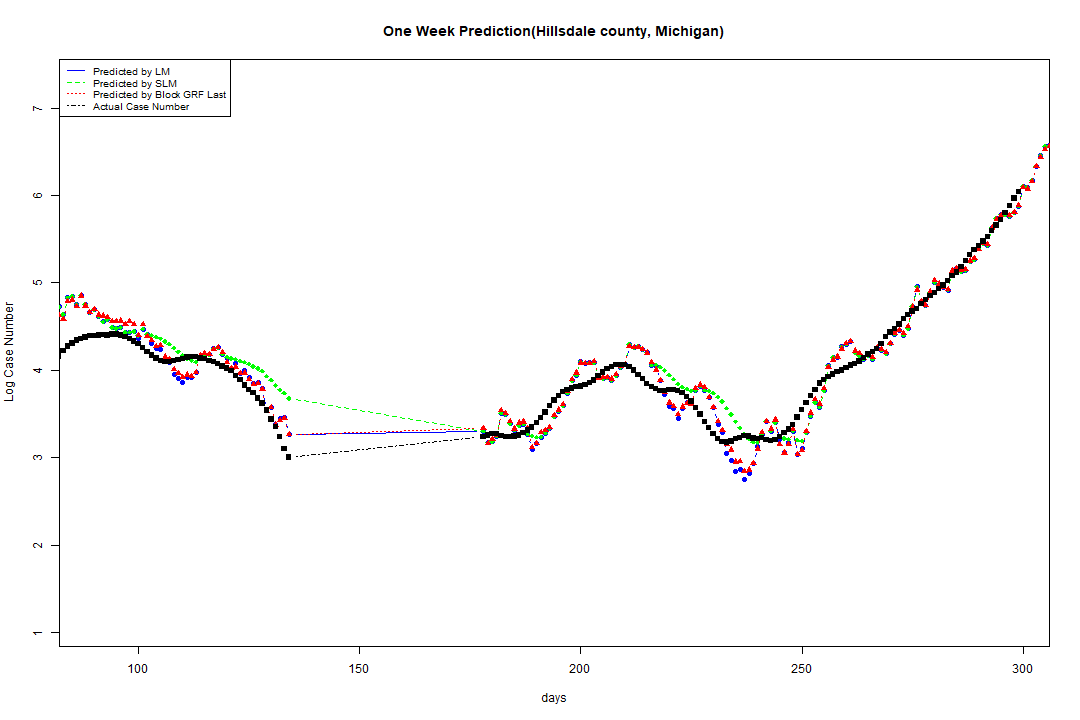 One Week Prediction(Hillsdale county, Michigan)
Predicted by LM
Predicted by SLM
Predicted by Block GRF Last
Actual Case Number
7
6
5
4
3
2
1
Log Case Number
100 150 200 250 300
days